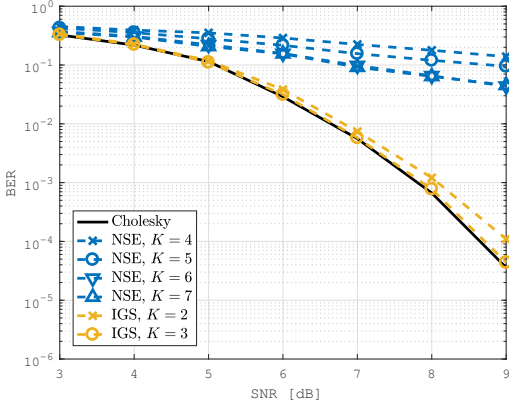 10^0
10^-1
10^-2
10^-3
10^-4
10^-5
10^-6
BER
Cholesky
NSE, K = 4
NSE, K = 5
NSE, K = 6
NSE, K = 7
IGS, K = 2
IGS, K = 3
3 4 5 6 7 8 9
SNR [dB]